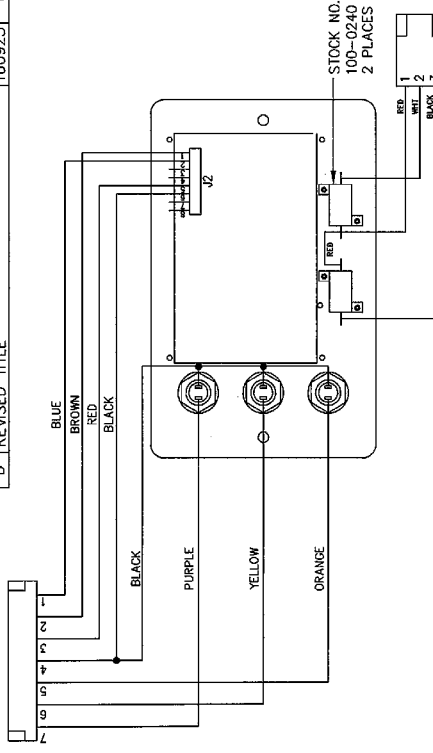 REVISED TITLE
BLUE
BROWN
RED
BLACK
BLACK
PURPLE
YELLOW
ORANGE
1
2
3
4
5
6
7
J2
STOCK NO.
100-0240
2 PLACES
RED
RED
WHT
BLACK
1
2
3